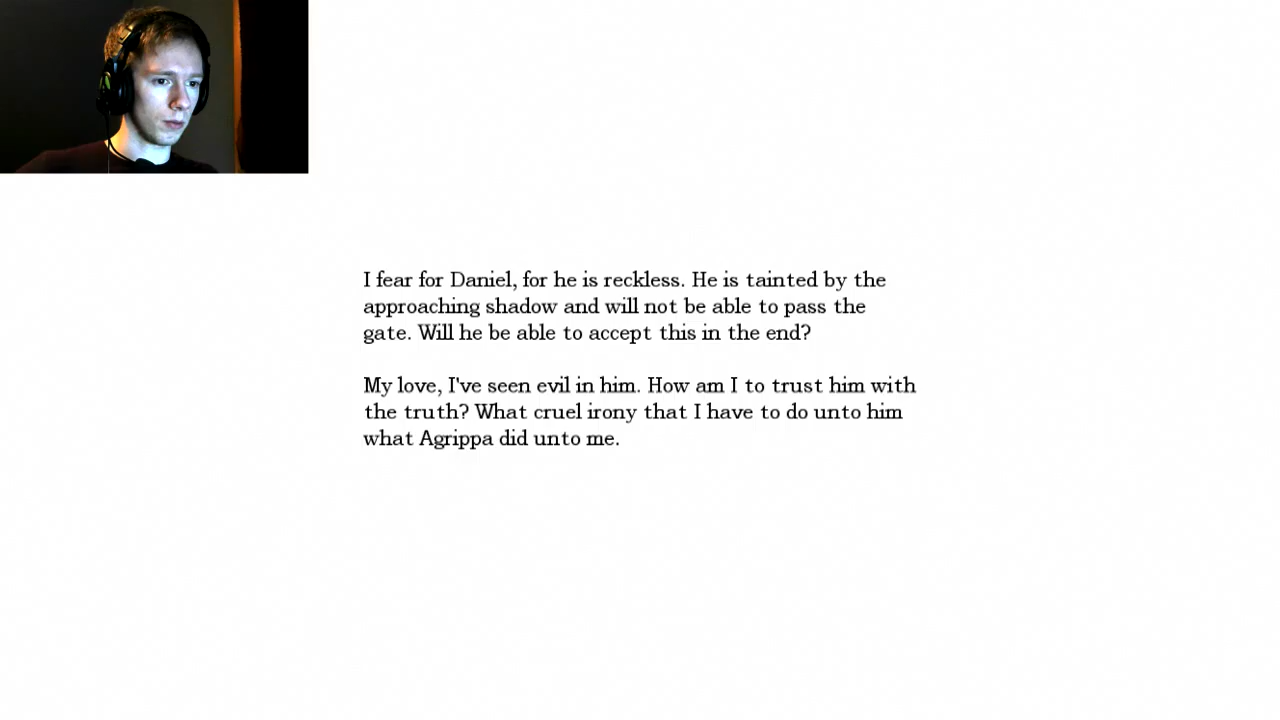 I fear for Daniel, for he is reckless. He is tainted by the
approaching shadow and will not be able to pass the
gate. Will he be able to accept this in the end?
My love, I've seen evil in him. How am I to trust him with
the truth? What cruel irony that I have to do unto him
what Agrippa did unto me.